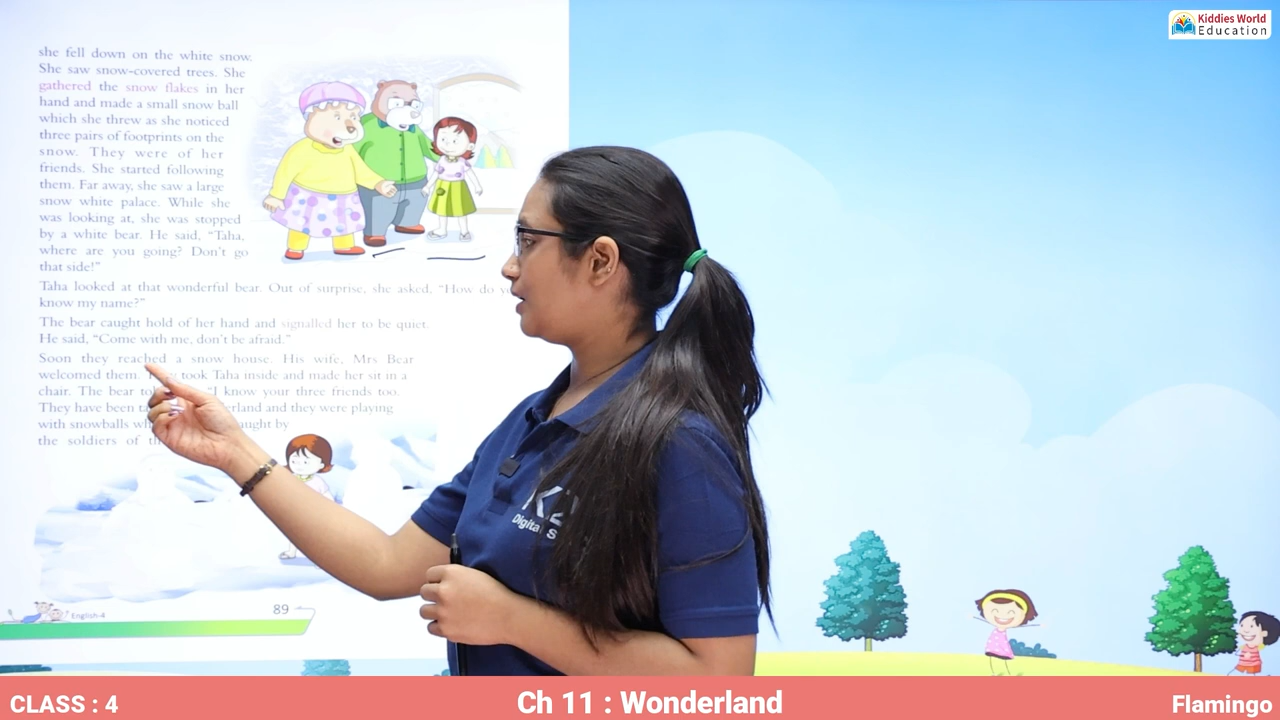 Kiddies World
Education
she fell down on the white snow.
She saw snow-covered trees. She
gathered the snow flakes in her
hand and made a small snow ball
which she threw as she noticed
three pairs of footprints on the
snow. They were of her
friends. She started following
them. Far away, she saw a large
snow white palace. While she
was looking at, she was stopped
by a white bear. He said, “Taha,
where are you going? Don’t go
that side!”
Taha looked at that wonderful bear. Out of surprise, she asked, “How do
know my name?”
The bear caught hold of her hand and signalled her to be quiet.
He said, “Come with me, don’t be afraid.”
Soon they reached a snow house. His wife, Mrs Bear
welcomed them. took Taha inside and made her sit in a
chair. The bear “I know your three friends too.
They have been and they were playing
with snowballs by
the soldiers of
English-4
89
Digital
CLASS : 4
Ch 11 : Wonderland
Flamingo